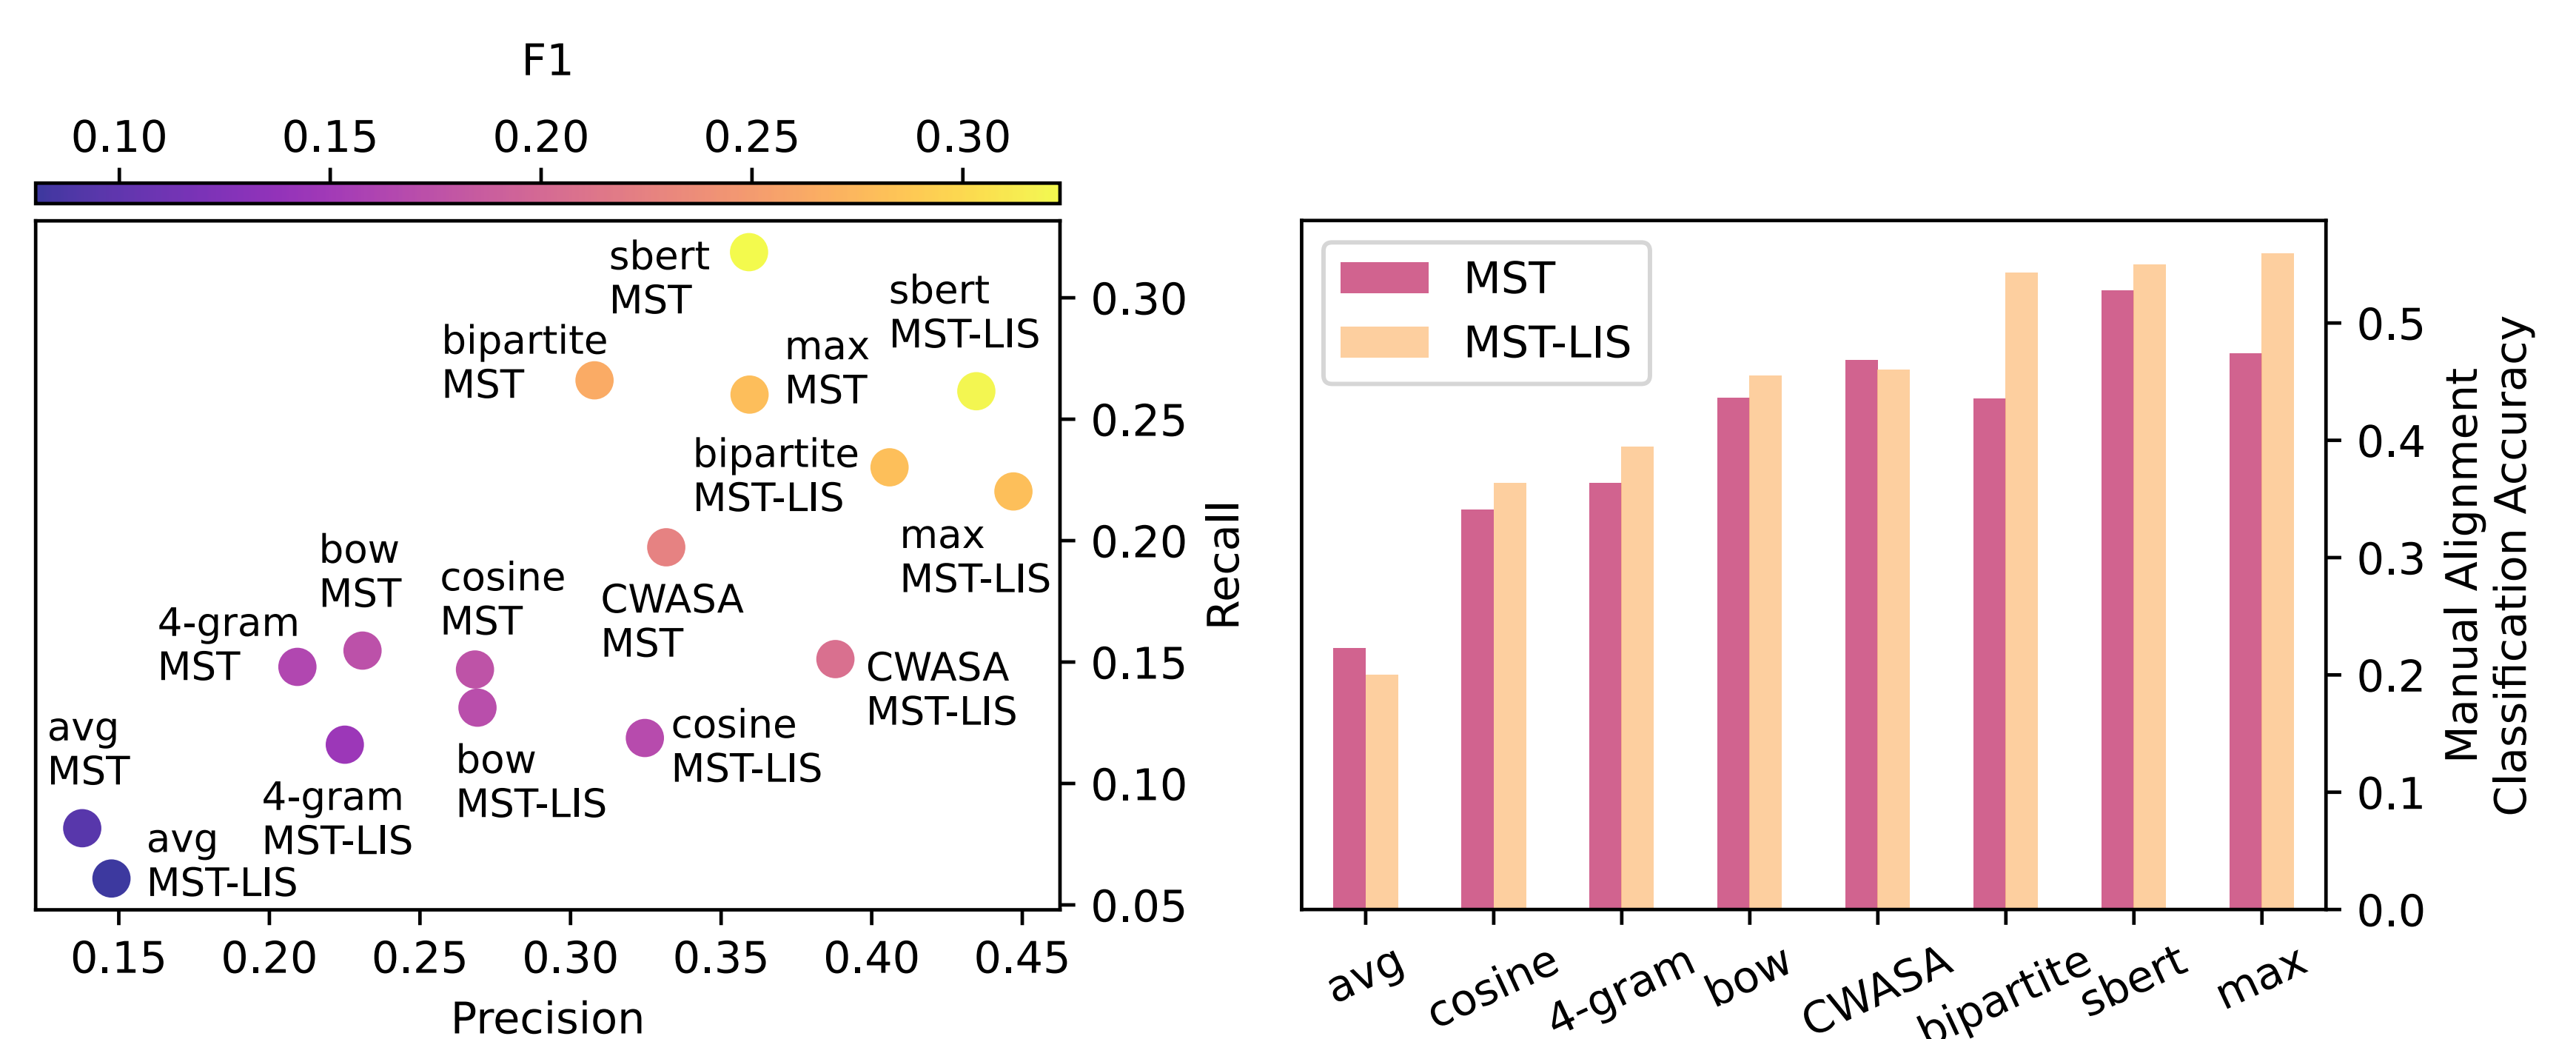 F1
0.10 0.15 0.20 0.25 0.30
sbert
MST
sbert
MST-LIS
bipartite
MST
max
MST
bipartite
MST-LIS
max
MST-LIS
bow
MST
cosine
MST
CWASA
MST
4-gram
MST
CWASA
MST-LIS
avg
MST
cosine
MST-LIS
bow
MST-LIS
4-gram
MST-LIS
avg
MST-LIS
0.30
0.25
0.20
0.15
0.10
0.05
Recall
0.15 0.20 0.25 0.30 0.35 0.40 0.45
Precision
MST
MST-LIS
0.5
0.4
0.3
0.2
0.1
0.0
Manual Alignment
Classification Accuracy
avg cosine 4-gram bow CWASA bipartite sbert max